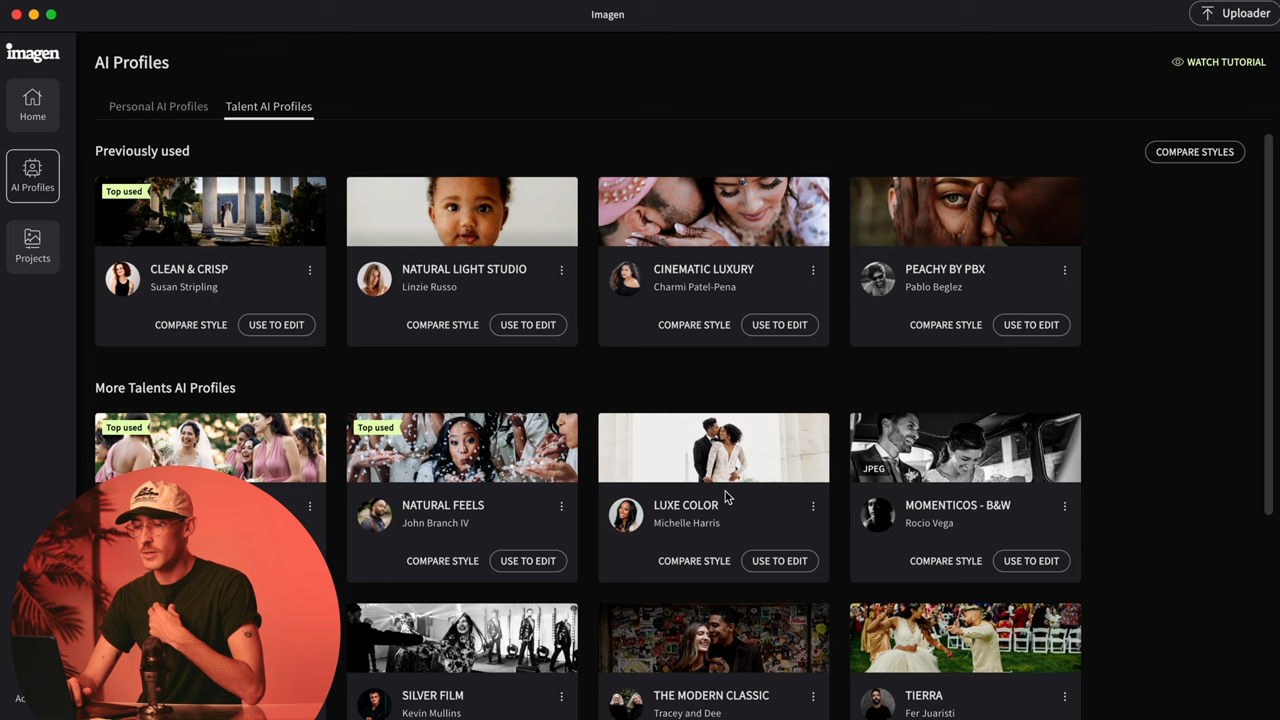 Imagen
Uploader
imagen
AI Profiles
WATCH TUTORIAL
Home
Personal AI Profiles
Talent AI Profiles
Previously used
COMPARE STYLES
AI Profiles
Top used
CLEAN & CRISP
Susan Stripling
COMPARE STYLE
USE TO EDIT
NATURAL LIGHT STUDIO
Linzie Russo
COMPARE STYLE
USE TO EDIT
CINEMATIC LUXURY
Charmi Patel-Pena
COMPARE STYLE
USE TO EDIT
PEACHY BY PBX
Pablo Beglez
COMPARE STYLE
USE TO EDIT
Projects
More Talents AI Profiles
Top used
Top used
NATURAL FEELS
John Branch IV
COMPARE STYLE
USE TO EDIT
LUXE COLOR
Michelle Harris
COMPARE STYLE
USE TO EDIT
JPEG
MOMENTICOS - B&W
Rocio Vega
COMPARE STYLE
USE TO EDIT
SILVER FILM
Kevin Mullins
THE MODERN CLASSIC
Tracey and Dee
TIERRA
Fer Juaristi